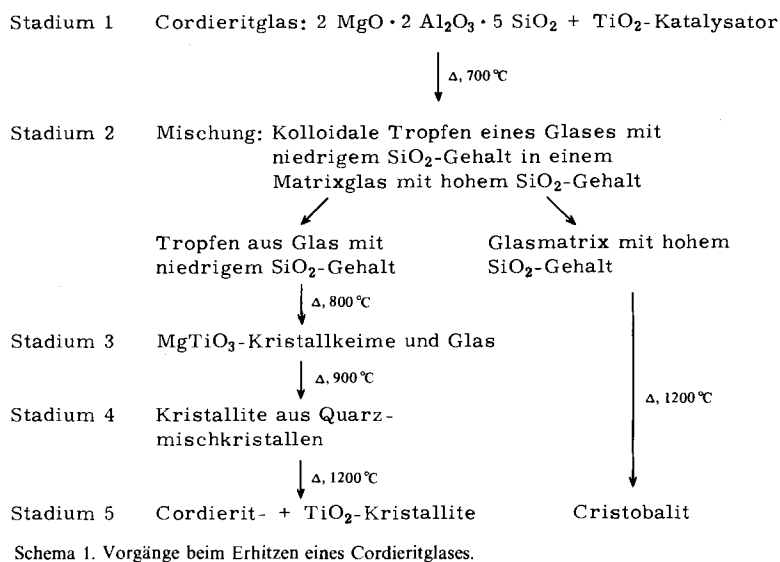 Stadium 1 Cordieritglas: 2 MgO · 2 Al₂O₃ · 5 SiO₂ + TiO₂-Katalysator
Δ, 700 °C
Stadium 2 Mischung: Kolloidale Tropfen eines Glases mit
niedrigem SiO₂-Gehalt in einem
Matrixglas mit hohem SiO₂-Gehalt
Tropfen aus Glas mit
niedrigem SiO₂-Gehalt
Glasmatrix mit hohem
SiO₂-Gehalt
Δ, 800 °C
Stadium 3 MgTiO₃-Kristallkeime und Glas
Δ, 900 °C
Δ, 1200 °C
Stadium 4 Kristallite aus Quarz-
mischkristallen
Δ, 1200 °C
Stadium 5 Cordierit- + TiO₂-Kristallite Cristobalit
Schema 1. Vorgänge beim Erhitzen eines Cordieritglases.